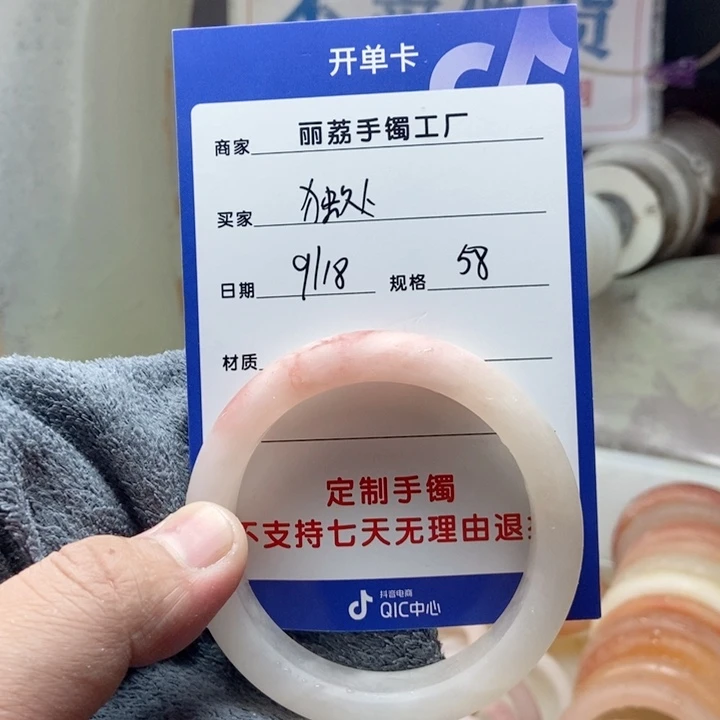 开单卡
商家 丽荔手镯工厂
买家
日期 9/18 规格 58
材质
定制手镯
不支持七天无理由退
抖音电商
QIC中心